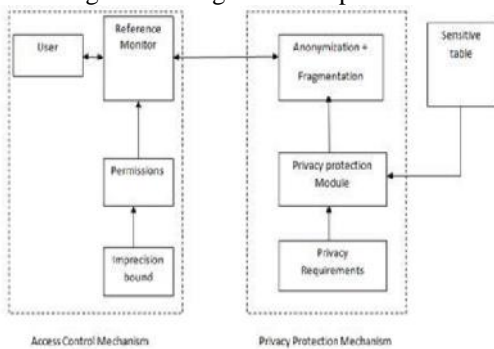 User
Reference
Monitor
Anonymization +
Fragmentation
Sensitive
table
Permissions
Privacy protection
Module
Imprecision
bound
Privacy
Requirements
Access Control Mechanism
Privacy Protection Mechanism